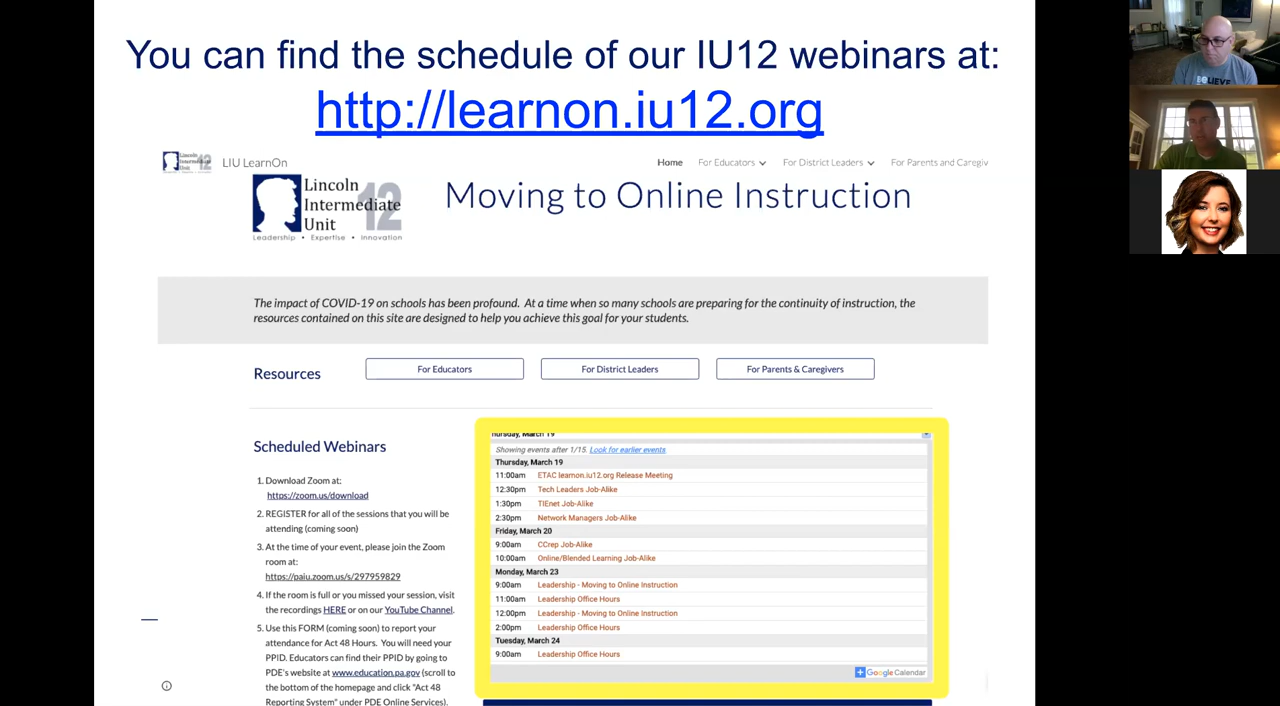 You can find the schedule of our IU12 webinars at:
http://learnon.iu12.org
LIU LearnOn
Home For Educators For District Leaders For Parents and Caregiv
Lincoln
Intermediate
Unit
12
Leadership • Expertise • Innovation
Moving to Online Instruction
The impact of COVID-19 on schools has been profound. At a time when so many schools are preparing for the continuity of instruction, the
resources contained on this site are designed to help you achieve this goal for your students.
Resources
For Educators
For District Leaders
For Parents & Caregivers
Scheduled Webinars
1. Download Zoom at:
https://zoom.us/download
2. REGISTER for all of the sessions that you will be
attending (coming soon)
3. At the time of your event, please join the Zoom
room at:
https://paiu.zoom.us/s/297959829
4. If the room is full or you missed your session, visit
the recordings HERE or on our YouTube Channel.
5. Use this FORM (coming soon) to report your
attendance for Act 48 Hours. You will need your
PPID. Educators can find their PPID by going to
PDE's website at www.education.pa.gov (scroll to
the bottom of the homepage and click "Act 48
Reporting System" under PDE Online Services).
Thursday, March 19
Showing events after 1/15. Look for earlier events
Thursday, March 19
11:00am ETAC learnon.iu12.org Release Meeting
12:30pm Tech Leaders Job-Alike
1:30pm TIEnet Job-Alike
2:30pm Network Managers Job-Alike
Friday, March 20
9:00am CCrep Job-Alike
10:00am Online/Blended Learning Job-Alike
Monday, March 23
9:00am Leadership - Moving to Online Instruction
11:00am Leadership Office Hours
12:00pm Leadership - Moving to Online Instruction
2:00pm Leadership Office Hours
Tuesday, March 24
9:00am Leadership Office Hours
Google Calendar